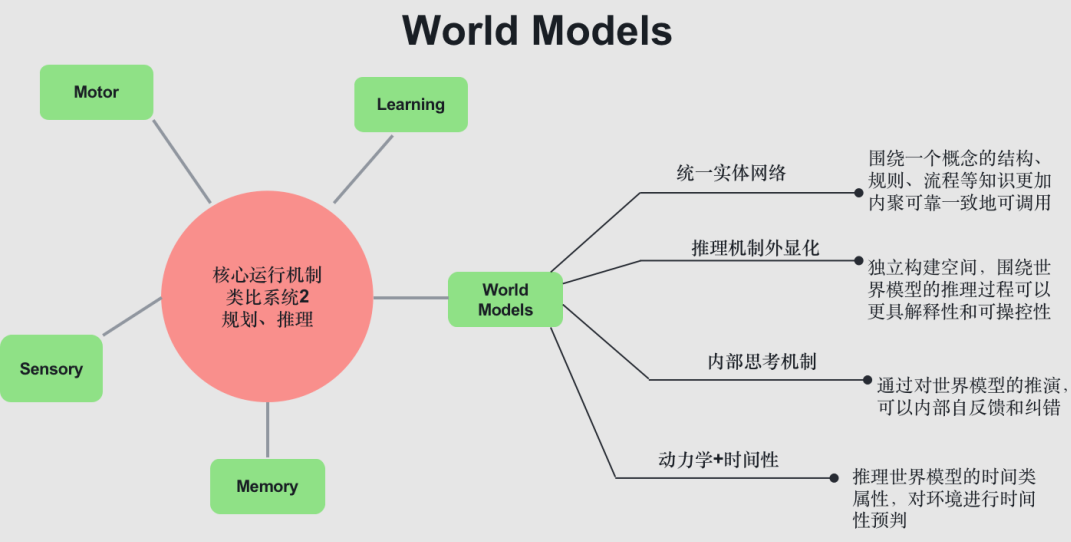 World Models
Motor
Learning
核心运行机制
类比系统2
规划、推理
Sensory
Memory
World
Models
统一实体网络
围绕一个概念的结构、
规则、流程等知识更加
内聚可靠一致地可调用
推理机制外显化
独立构建空间，围绕世
界模型的推理过程可以
更具解释性和可操控性
内部思考机制
通过对世界模型的推演，
可以内部自反馈和纠错
动力学+时间性
推理世界模型的时间类
属性，对环境进行时间
性预判